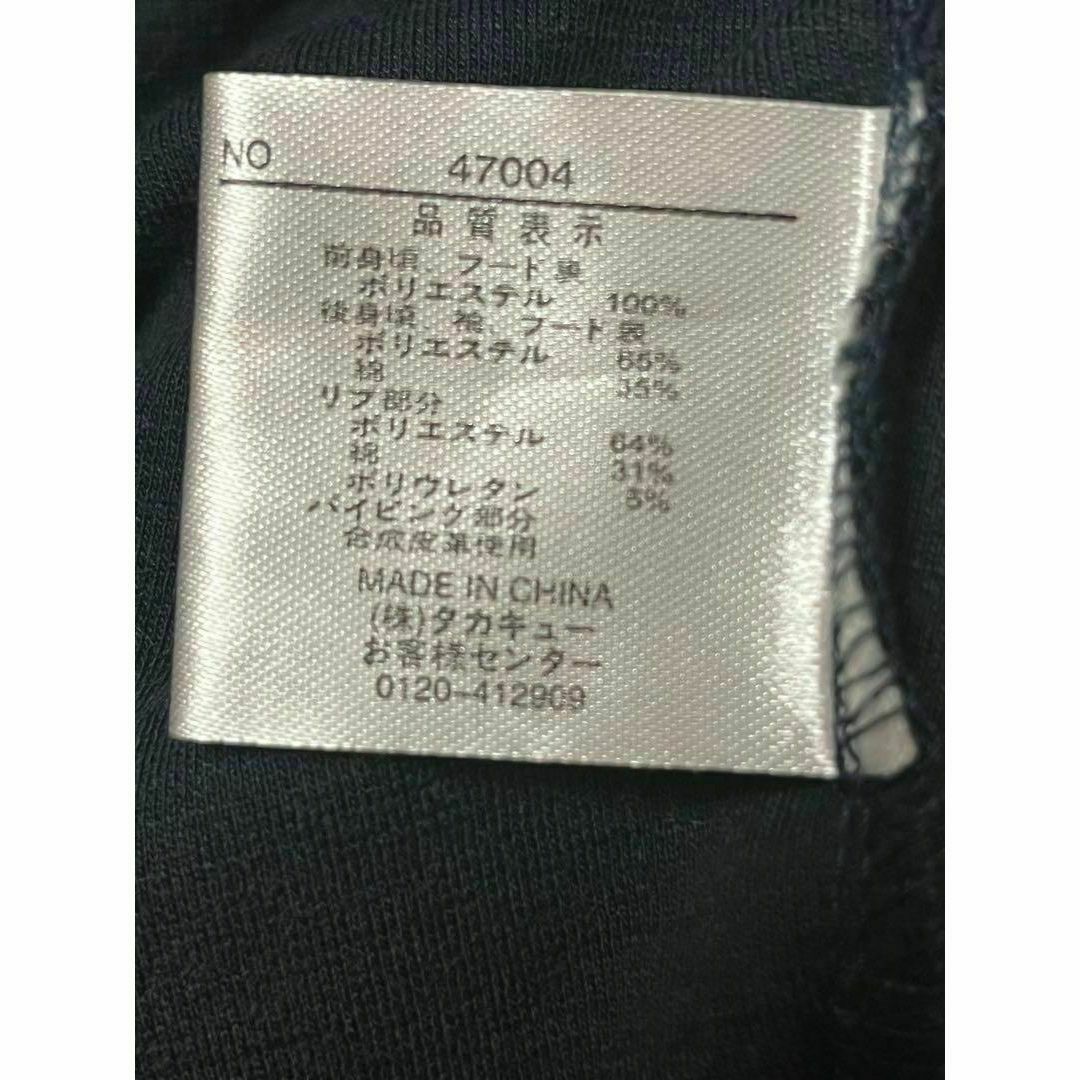 NO 47004
品質表示
前身頃、フード裏
ポリエステル 100%
後身頃、袖、フード表
ポリエステル 65%
綿 35%
リブ部分
ポリエステル 64%
綿 31%
ポリウレタン 5%
パイピング部分
合成皮革使用
MADE IN CHINA
(株)タカキュー
お客様センター
0120-412909